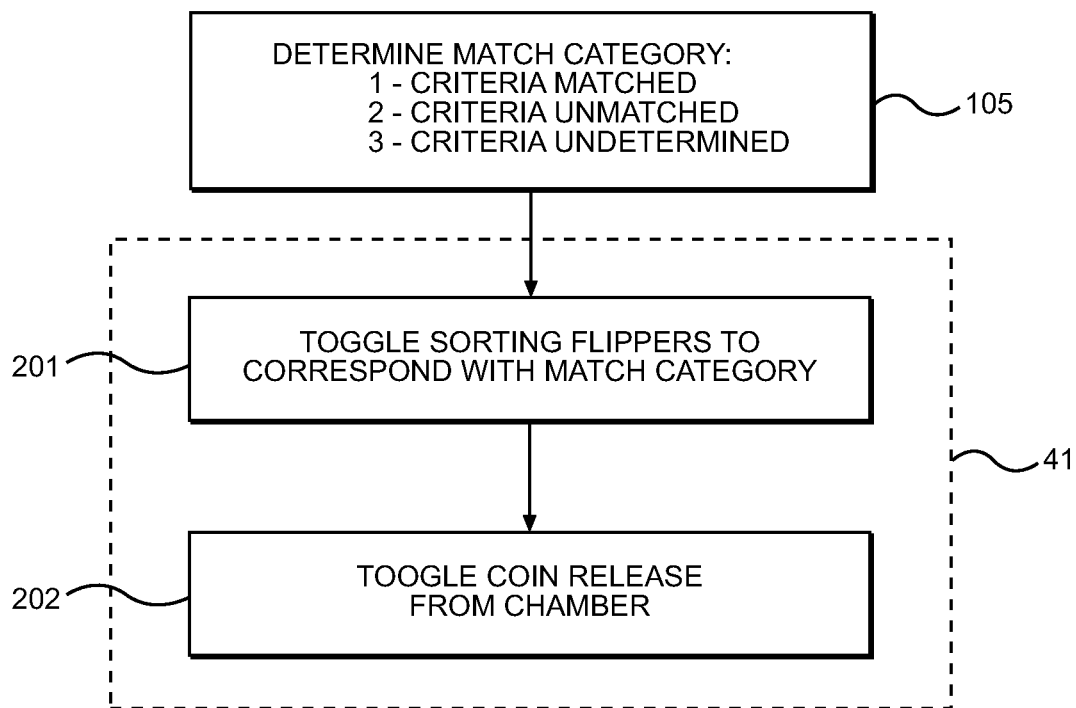 DETERMINE MATCH CATEGORY:
1 - CRITERIA MATCHED
2 - CRITERIA UNMATCHED
3 - CRITERIA UNDETERMINED
105
TOGGLE SORTING FLIPPERS TO
CORRESPOND WITH MATCH CATEGORY
201
41
TOOGLE COIN RELEASE
FROM CHAMBER
202